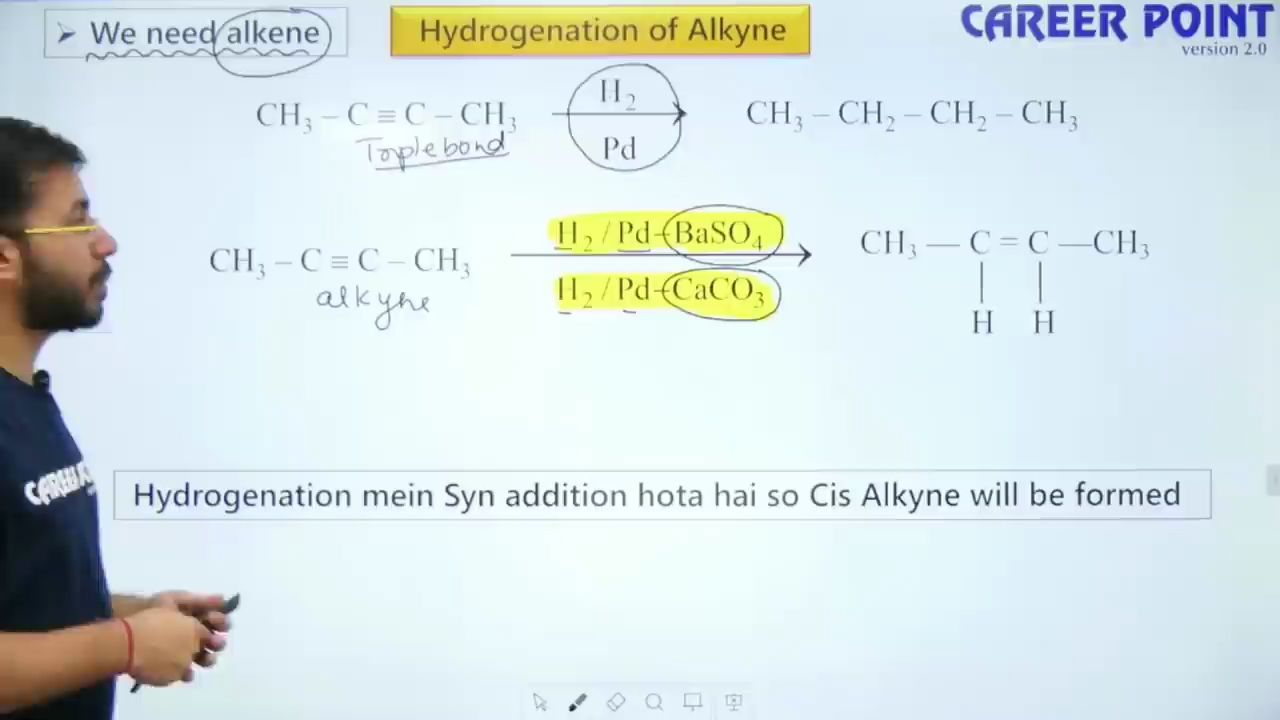 ➤ We need alkene
Hydrogenation of Alkyne
CAREER POINT
version 2.0
CH₃ – C ≡ C – CH₃
H₂
Pd
CH₃ – CH₂ – CH₂ – CH₃
Triple bond
H₂ / Pd–BaSO₄
CH₃ – C ≡ C – CH₃
H₂ / Pd–CaCO₃
CH₃ — C = C —CH₃
alkyne
H H
Hydrogenation mein Syn addition hota hai so Cis Alkyne will be formed